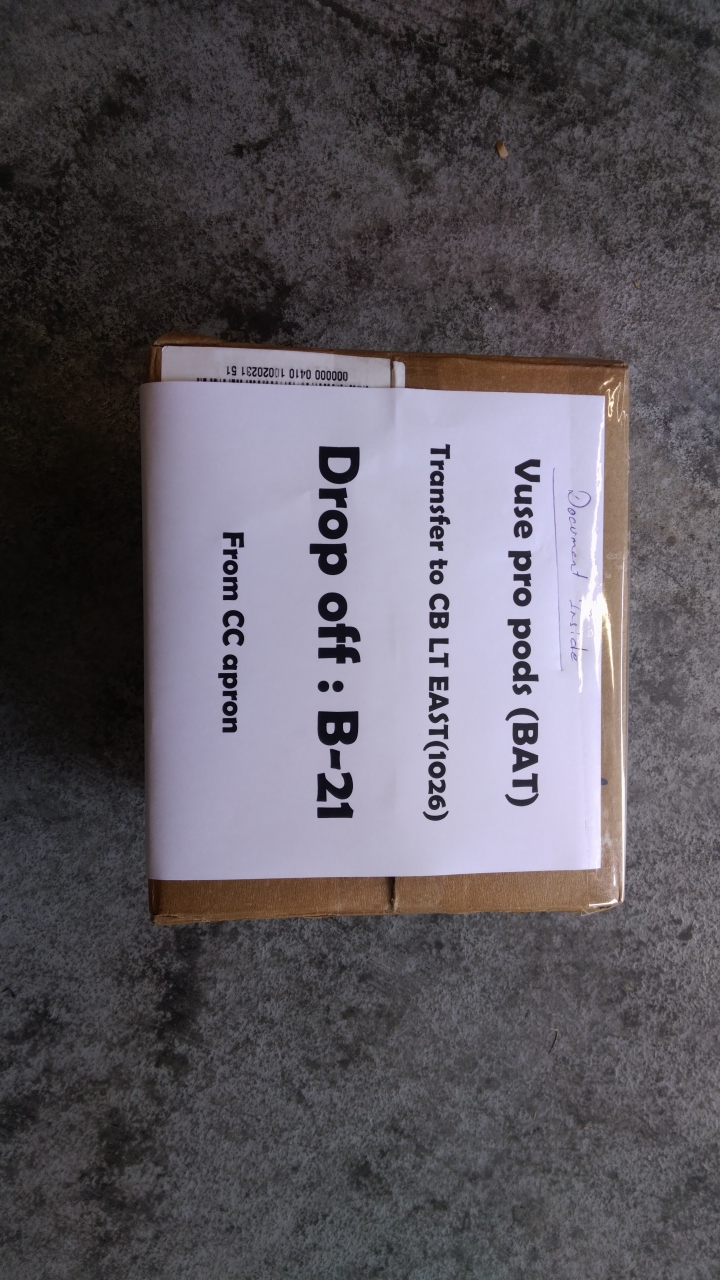 Document Inside
Vuse pro pods (BAT)
Transfer to CB LT EAST(1026)
Drop off : B-21
From CC apron
000000 0410 10020231 51